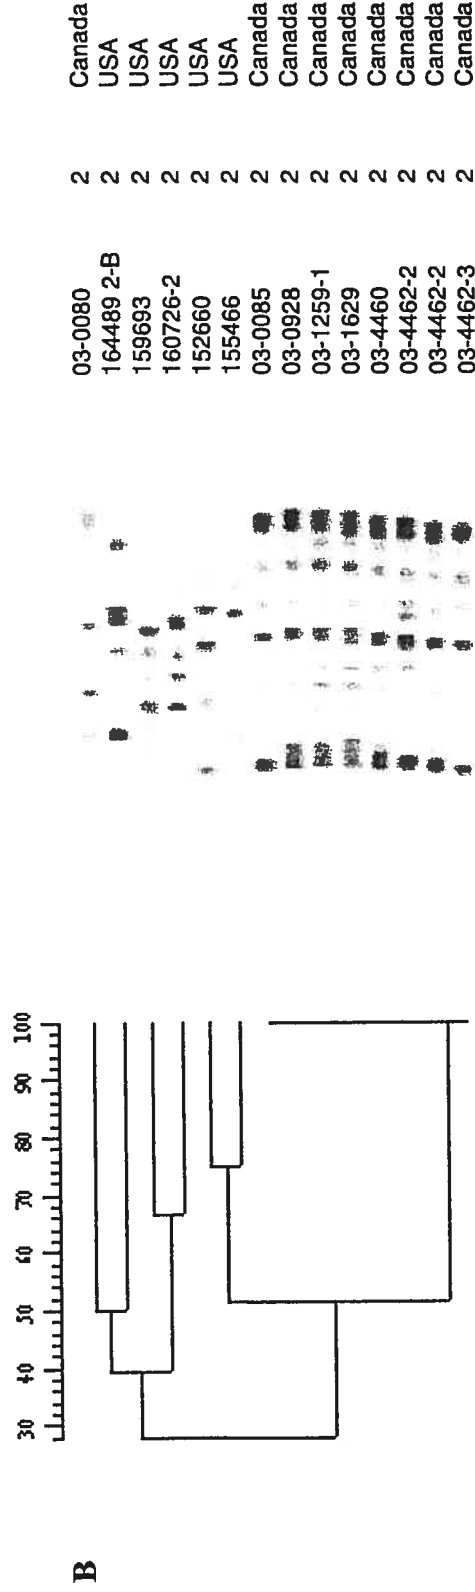 B
30 40 50 60 70 80 90 100
03-0080 2 Canada
164489 2-B 2 USA
159693 2 USA
160726-2 2 USA
152660 2 USA
155466 2 USA
03-0085 2 Canada
03-0928 2 Canada
03-1259-1 2 Canada
03-1629 2 Canada
03-4460 2 Canada
03-4462-2 2 Canada
03-4462-2 2 Canada
03-4462-3 2 Canada